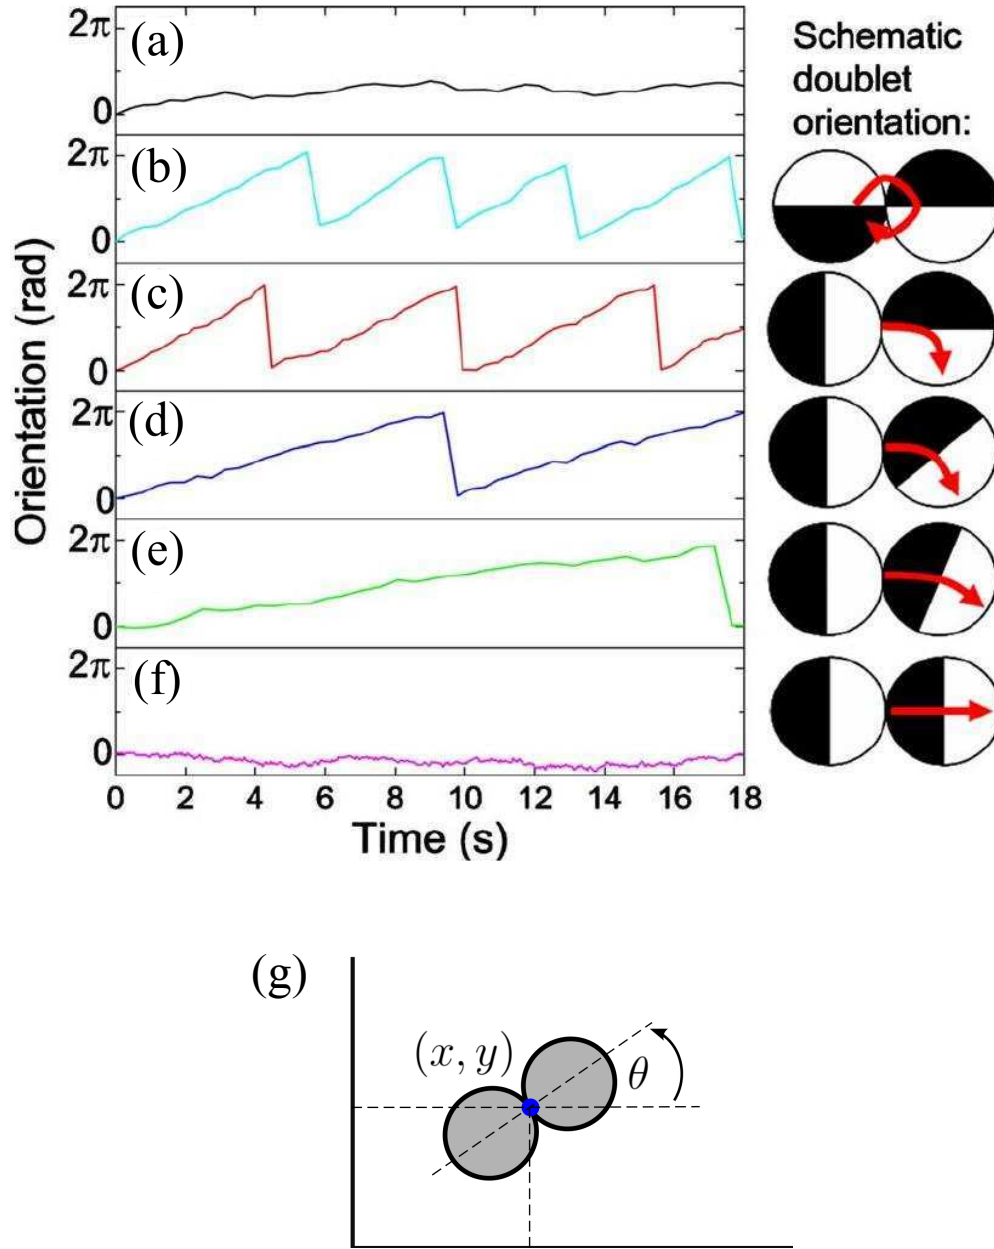 (a)
2π
0
(b)
2π
0
(c)
2π
0
(d)
2π
0
(e)
2π
0
(f)
2π
0
Orientation (rad)
0 2 4 6 8 10 12 14 16 18
Time (s)
Schematic
doublet
orientation:
(g)
(x, y)
θ